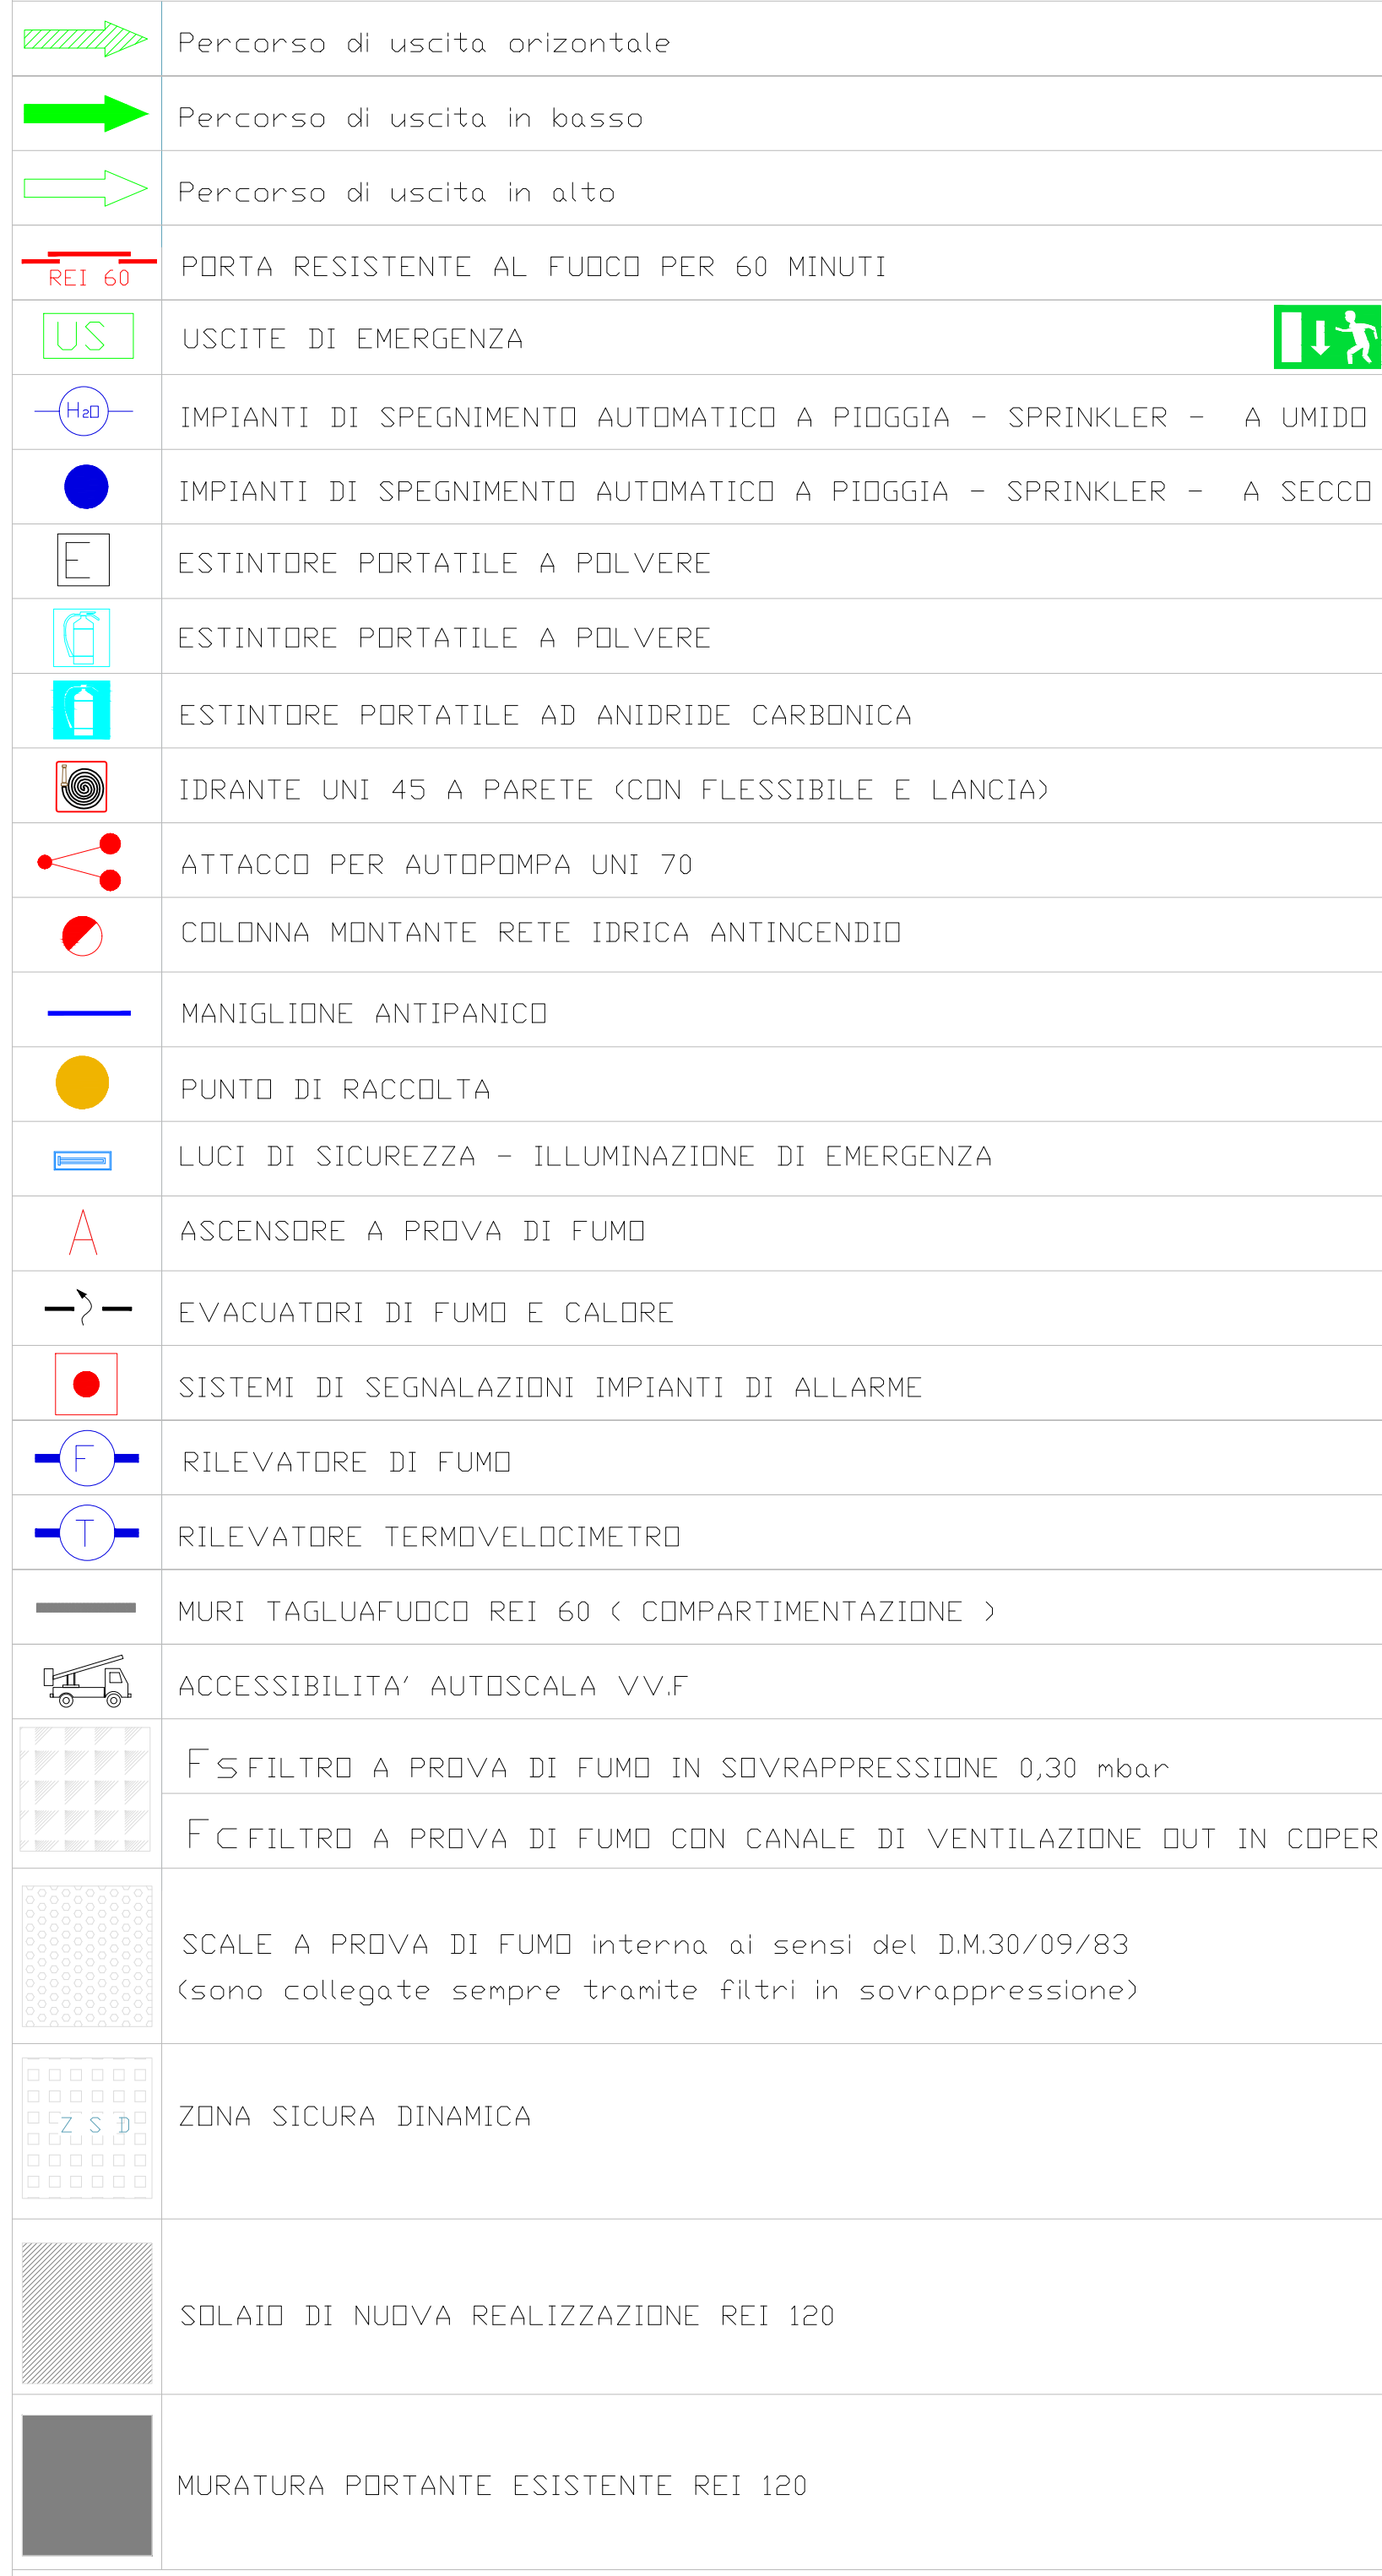 Percorso di uscita orizontale
Percorso di uscita in basso
Percorso di uscita in alto
REI 60 PORTA RESISTENTE AL FUOCO PER 60 MINUTI
US USCITE DI EMERGENZA
H2O IMPIANTI DI SPEGNIMENTO AUTOMATICO A PIOGGIA - SPRINKLER - A UMIDO
IMPIANTI DI SPEGNIMENTO AUTOMATICO A PIOGGIA - SPRINKLER - A SECCO
E ESTINTORE PORTATILE A POLVERE
ESTINTORE PORTATILE A POLVERE
ESTINTORE PORTATILE AD ANIDRIDE CARBONICA
IDRANTE UNI 45 A PARETE (CON FLESSIBILE E LANCIA)
ATTACCO PER AUTOPOMPA UNI 70
COLONNA MONTANTE RETE IDRICA ANTINCENDIO
MANIGLIONE ANTIPANICO
PUNTO DI RACCOLTA
LUCI DI SICUREZZA - ILLUMINAZIONE DI EMERGENZA
A ASCENSORE A PROVA DI FUMO
EVACUATORI DI FUMO E CALORE
SISTEMI DI SEGNALAZIONI IMPIANTI DI ALLARME
F RILEVATORE DI FUMO
T RILEVATORE TERMOVELOCIMETRO
MURI TAGLUAFUOCO REI 60 ( COMPARTIMENTAZIONE )
ACCESSIBILITA' AUTOSCALA VV.F
FS FILTRO A PROVA DI FUMO IN SOVRAPPRESSIONE 0,30 mbar
FC FILTRO A PROVA DI FUMO CON CANALE DI VENTILAZIONE OUT IN COPER
SCALE A PROVA DI FUMO interna ai sensi del D.M.30/09/83
(sono collegate sempre tramite filtri in sovrappressione)
Z S D ZONA SICURA DINAMICA
SOLAIO DI NUOVA REALIZZAZIONE REI 120
MURATURA PORTANTE ESISTENTE REI 120